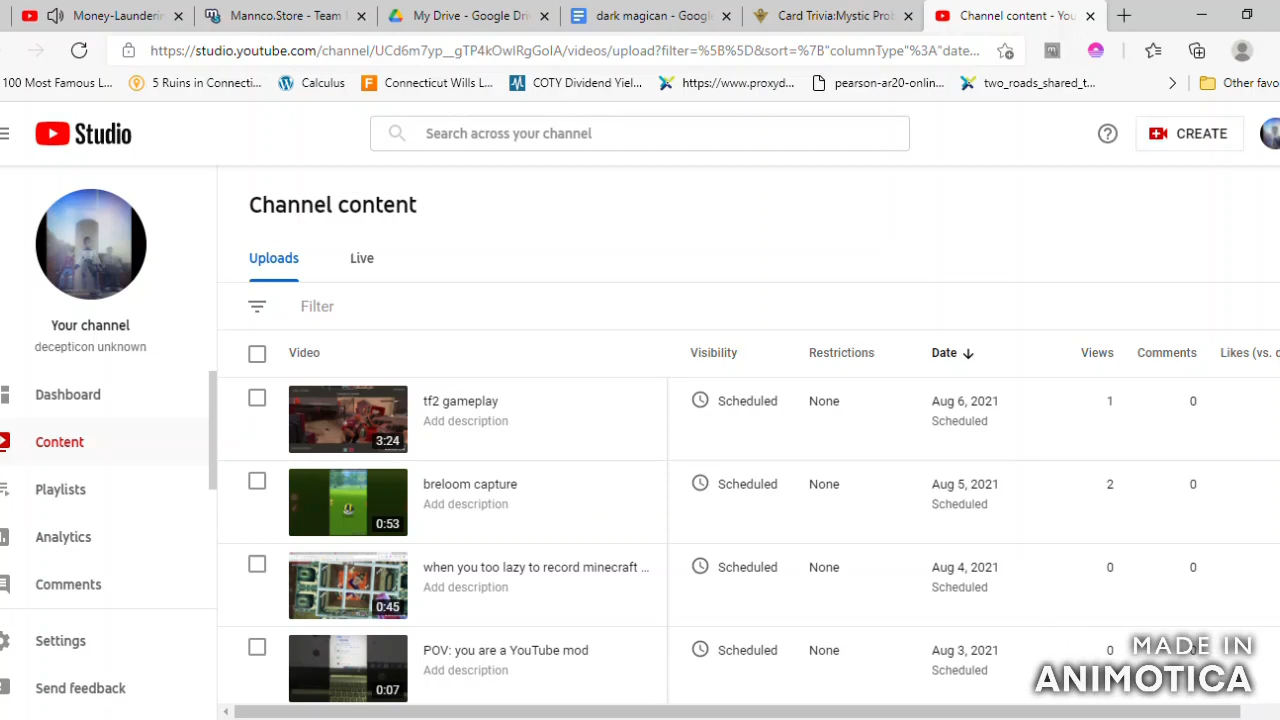 Money-Launderin
Mannco.Store - Team
My Drive - Google Dri
dark magican - Google
Card Trivia:Mystic Prob
Channel content - You
https://studio.youtube.com/channel/UCd6m7yp__gTP4kOwIRgGoIA/videos/upload?filter=%5B%5D&sort=%7B"columnType"%3A"date...
100 Most Famous L...
5 Ruins in Connecti...
Calculus
Connecticut Wills L...
COTY Dividend Yiel...
https://www.proxyd...
pearson-ar20-onlin...
two_roads_shared_t...
Other favo
Studio
Search across your channel
CREATE
Channel content
Uploads
Live
Filter
Your channel
decepticon unknown
Dashboard
Content
Playlists
Analytics
Comments
Settings
Send feedback
Video Visibility Restrictions Date Views Comments Likes (vs. d
tf2 gameplay Scheduled None Aug 6, 2021 1 0
Add description Scheduled
3:24
breloom capture Scheduled None Aug 5, 2021 2 0
Add description Scheduled
0:53
when you too lazy to record minecraft ... Scheduled None Aug 4, 2021 0 0
Add description Scheduled
0:45
POV: you are a YouTube mod Scheduled None Aug 3, 2021 0 0
Add description Scheduled
0:07
MADE IN
ANIMOTICA